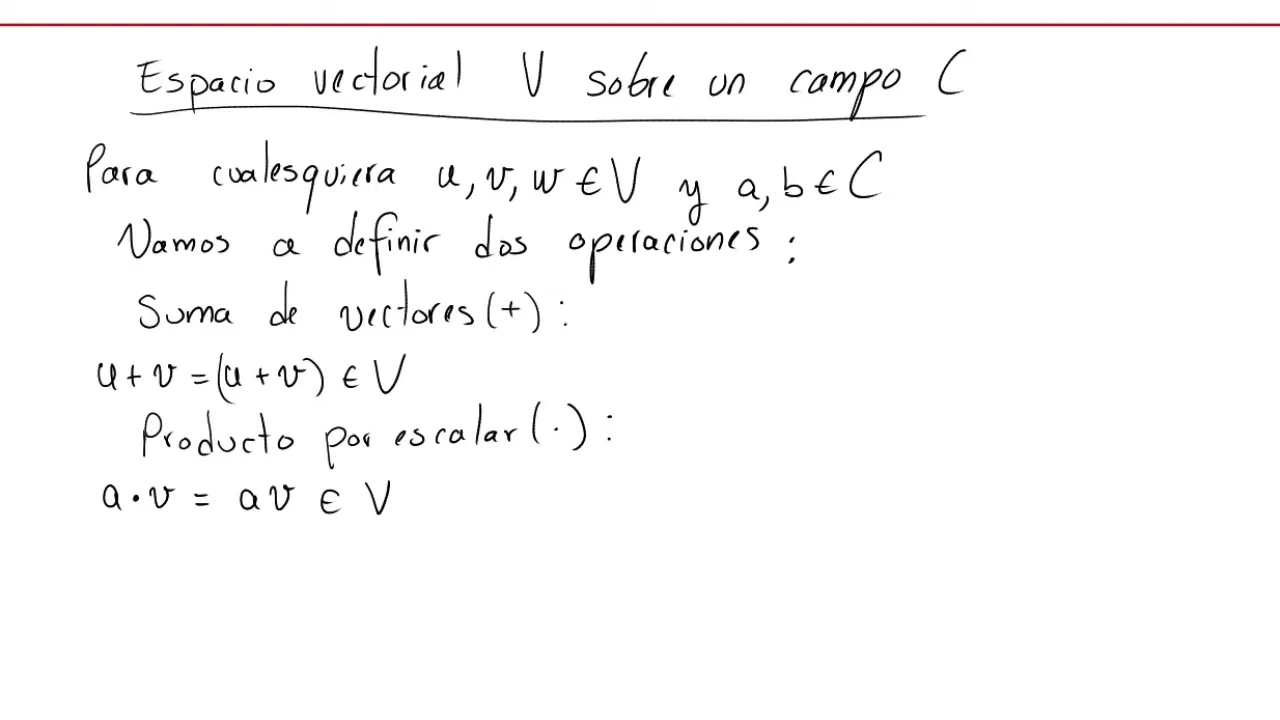 Espacio vectorial V sobre un campo C
Para cualesquiera u, v, w ∈ V y a, b ∈ C
Vamos a definir dos operaciones :
Suma de vectores (+) :
u + v = (u + v) ∈ V
Producto por escalar (·) :
a · v = av ∈ V